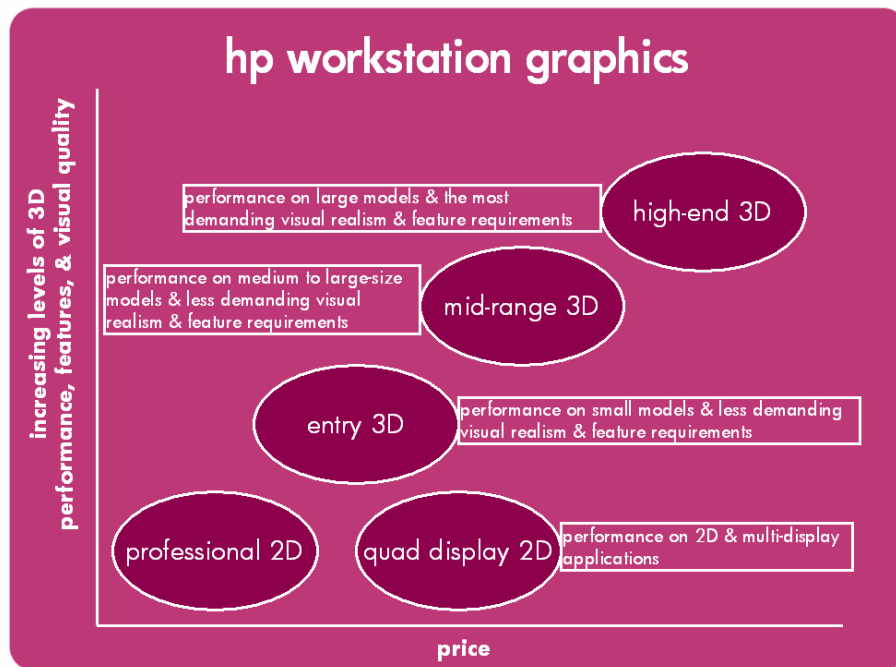 hp workstation graphics
increasing levels of 3D
performance, features, & visual quality
performance on large models & the most
demanding visual realism & feature requirements
high-end 3D
performance on medium to large-size
models & less demanding visual
realism & feature requirements
mid-range 3D
entry 3D
performance on small models & less demanding
visual realism & feature requirements
professional 2D
quad display 2D
performance on 2D & multi-display
applications
price